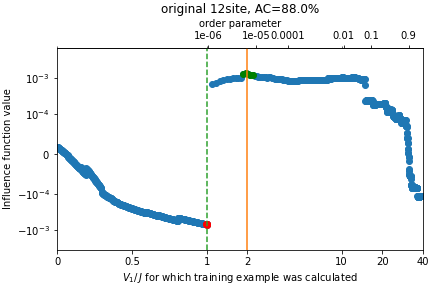 original 12site, AC=88.0%
order parameter
1e-06 1e-05 0.0001 0.01 0.1 0.9
Influence function value
10⁻³
10⁻⁴
0
−10⁻⁴
−10⁻³
0 0.5 1 2 10 20 40
V₁/J for which training example was calculated